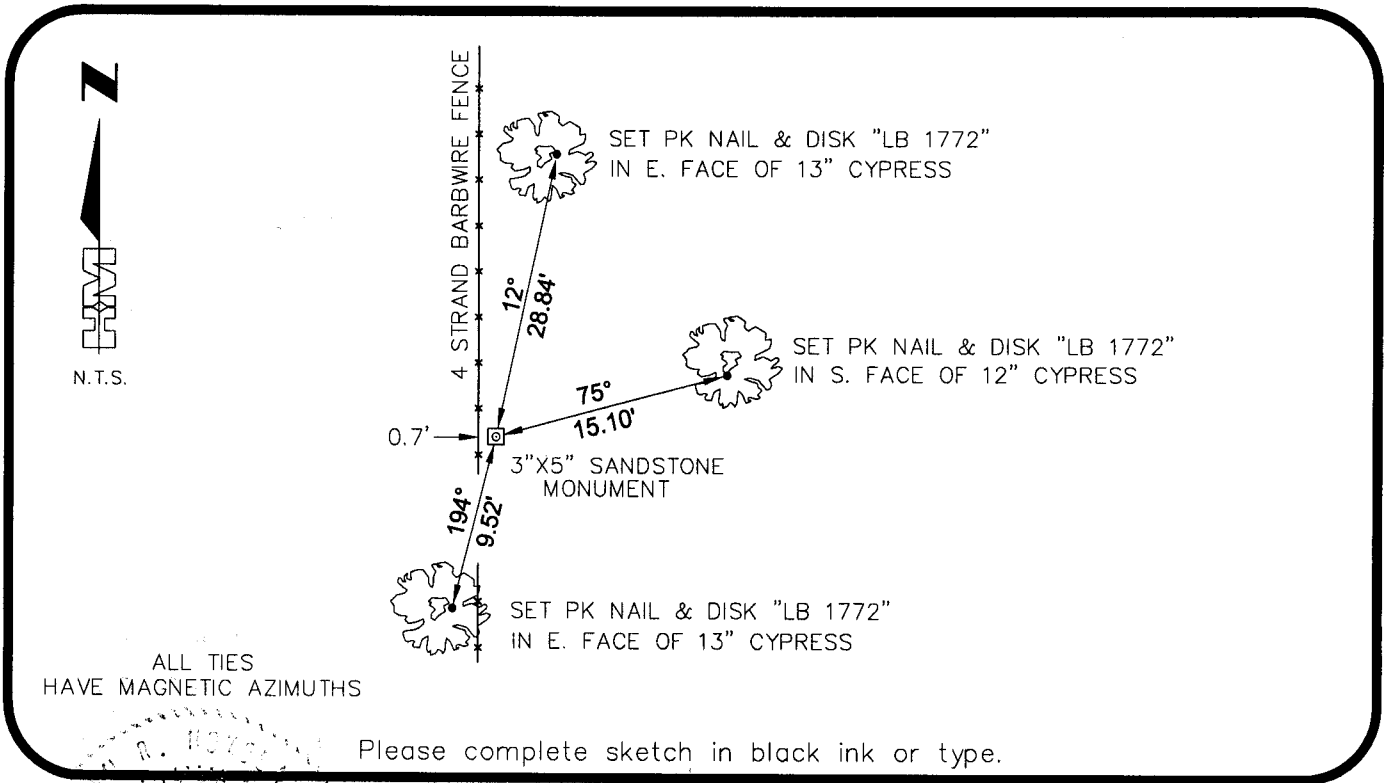 Z
HM
N.T.S.
4 STRAND BARBWIRE FENCE
SET PK NAIL & DISK "LB 1772"
IN E. FACE OF 13" CYPRESS
12°
28.84'
SET PK NAIL & DISK "LB 1772"
IN S. FACE OF 12" CYPRESS
75°
15.10'
0.7'
3"X5" SANDSTONE
MONUMENT
194°
9.52'
SET PK NAIL & DISK "LB 1772"
IN E. FACE OF 13" CYPRESS
ALL TIES
HAVE MAGNETIC AZIMUTHS
R.
Please complete sketch in black ink or type.